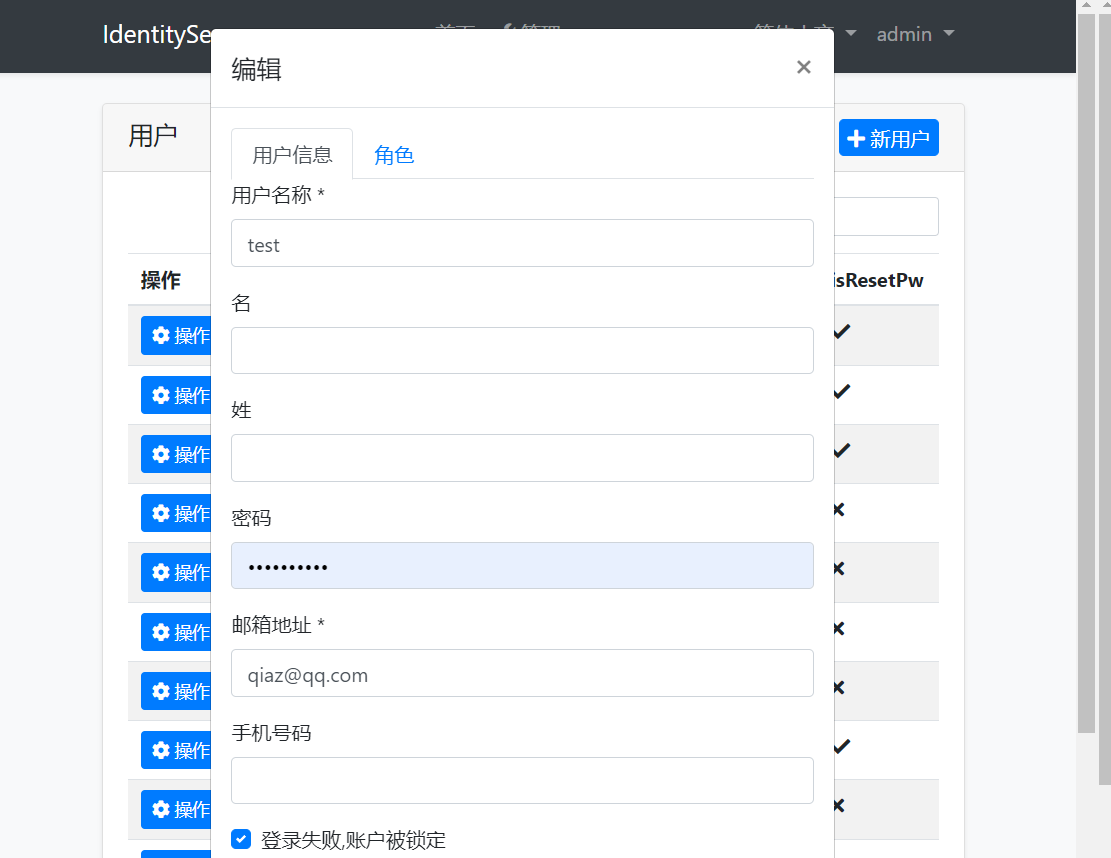 IdentitySe
admin
编辑
×
用户
新用户
用户信息
角色
用户名称 *
test
操作
isResetPw
名
操作
操作
姓
操作
密码
操作
操作
邮箱地址 *
操作
qiaz@qq.com
操作
手机号码
操作
操作
登录失败,账户被锁定